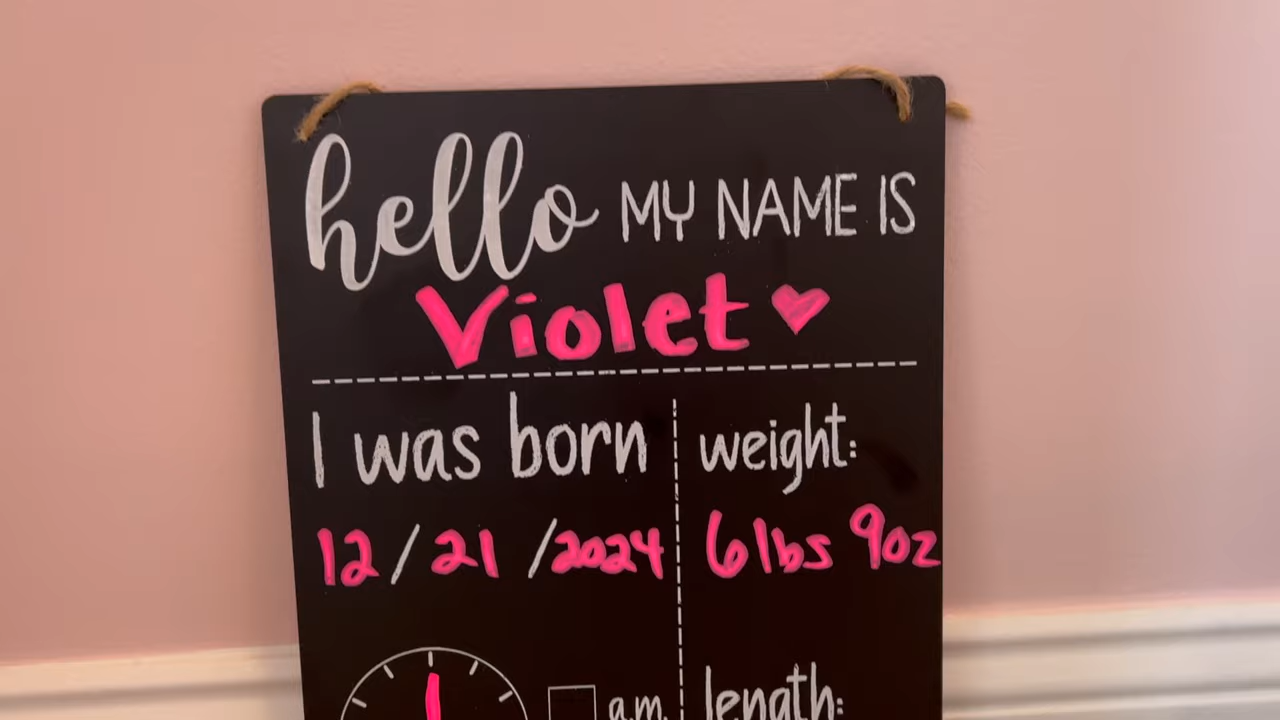 hello MY NAME IS
Violet
I was born
12/21/2024
weight:
6lbs 9oz
a.m.
length: